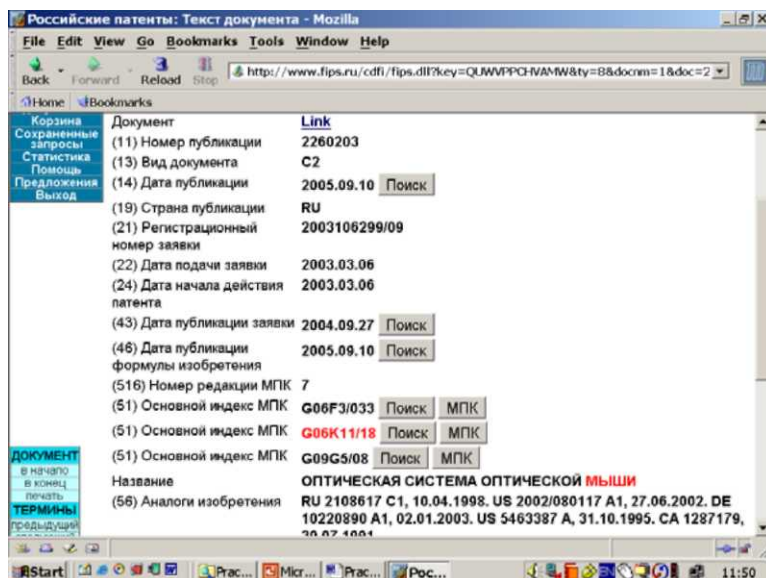 Российские патенты: Текст документа - Mozilla
File Edit View Go Bookmarks Tools Window Help
Back Forward Reload Stop http://www.fips.ru/cdfi/fips.dll?key=QUWVPPCHVAMW&ty=8&docnm=1&doc=2
Home Bookmarks
Корзина
Сохраненные запросы
Статистика
Помощь
Предложения
Выход
Документ Link
(11) Номер публикации 2260203
(13) Вид документа C2
(14) Дата публикации 2005.09.10 Поиск
(19) Страна публикации RU
(21) Регистрационный 2003106299/09
номер заявки
(22) Дата подачи заявки 2003.03.06
(24) Дата начала действия 2003.03.06
патента
(43) Дата публикации заявки 2004.09.27 Поиск
(46) Дата публикации 2005.09.10 Поиск
формулы изобретения
(516) Номер редакции МПК 7
(51) Основной индекс МПК G06F3/033 Поиск МПК
(51) Основной индекс МПК G06K11/18 Поиск МПК
(51) Основной индекс МПК G09G5/08 Поиск МПК
Название ОПТИЧЕСКАЯ СИСТЕМА ОПТИЧЕСКОЙ МЫШИ
(56) Аналоги изобретения RU 2108617 C1, 10.04.1998. US 2002/080117 A1, 27.06.2002. DE
10220890 A1, 02.01.2003. US 5463387 A, 31.10.1995. CA 1287179,
ДОКУМЕНТ
в начало
в конец
печать
ТЕРМИНЫ
предыдущий
Start Prac... Micr... Prac... Рос... EN 11:50